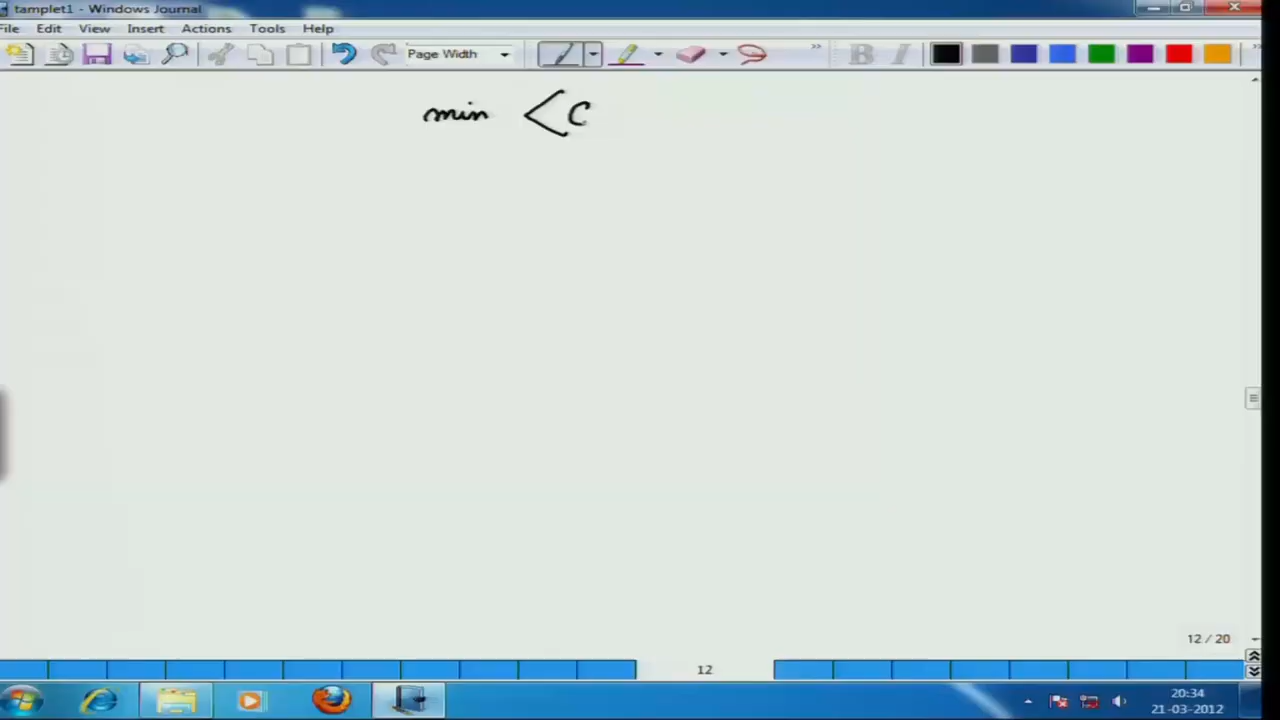 tamplet1 - Windows Journal
File Edit View Insert Actions Tools Help
Page Width B I
min < C
12 / 20
12
20:34
21-03-2012